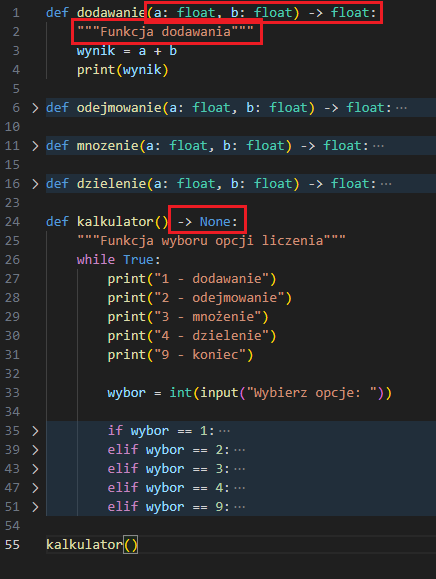 1 def dodawanie(a: float, b: float) -> float:
2     """Funkcja dodawania"""
3     wynik = a + b
4     print(wynik)
5
6 > def odejmowanie(a: float, b: float) -> float:···
10
11 > def mnozenie(a: float, b: float) -> float:···
15
16 > def dzielenie(a: float, b: float) -> float:···
23
24 def kalkulator() -> None:
25     """Funkcja wyboru opcji liczenia"""
26     while True:
27         print("1 - dodawanie")
28         print("2 - odejmowanie")
29         print("3 - mnożenie")
30         print("4 - dzielenie")
31         print("9 - koniec")
32
33         wybor = int(input("Wybierz opcje: "))
34
35 >         if wybor == 1:···
39 >         elif wybor == 2:···
43 >         elif wybor == 3:···
47 >         elif wybor == 4:···
51 >         elif wybor == 9:···
54
55 kalkulator()